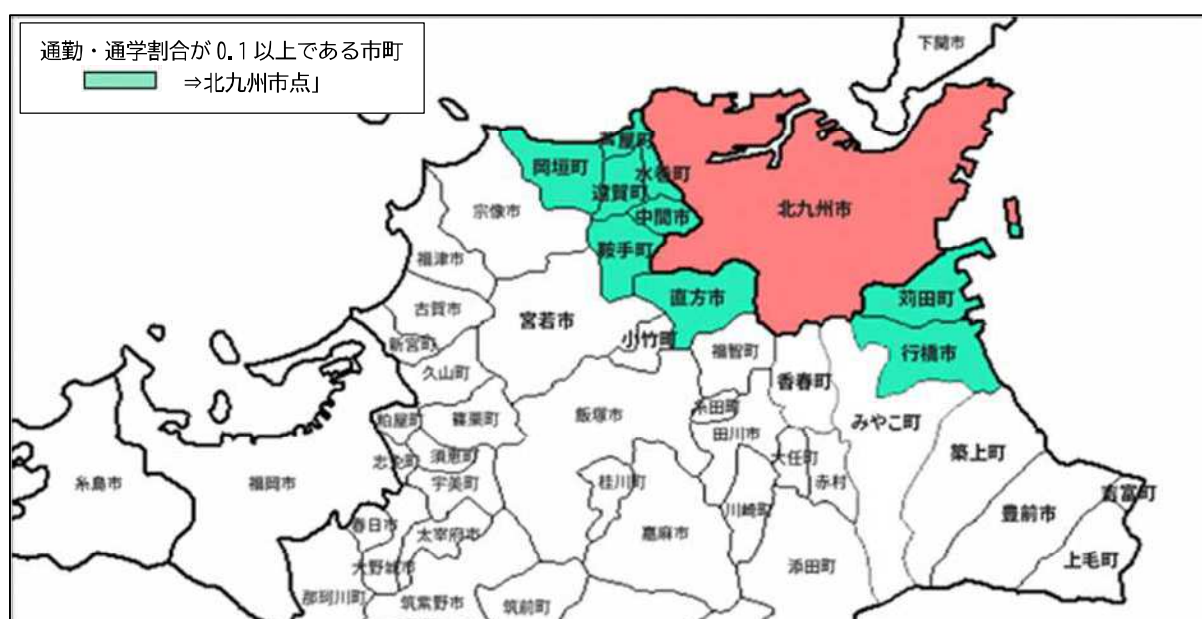 通勤・通学割合が0.1以上である市町
⇒北九州市点」
下関市
芦屋町
岡垣町
水巻町
遠賀町
宗像市
中間市
北九州市
鞍手町
福津市
直方市
苅田町
古賀市
宮若市
新宮町
小竹町
福智町
行橋市
久山町
香春町
粕屋町
篠栗町
飯塚市
糸田町
みやこ町
田川市
志免町
須恵町
大任町
築上町
糸島市
福岡市
宇美町
桂川町
赤村
吉富町
川崎町
豊前市
春日市
太宰府市
嘉麻市
上毛町
大野城市
添田町
那珂川町
筑紫野市
筑前町